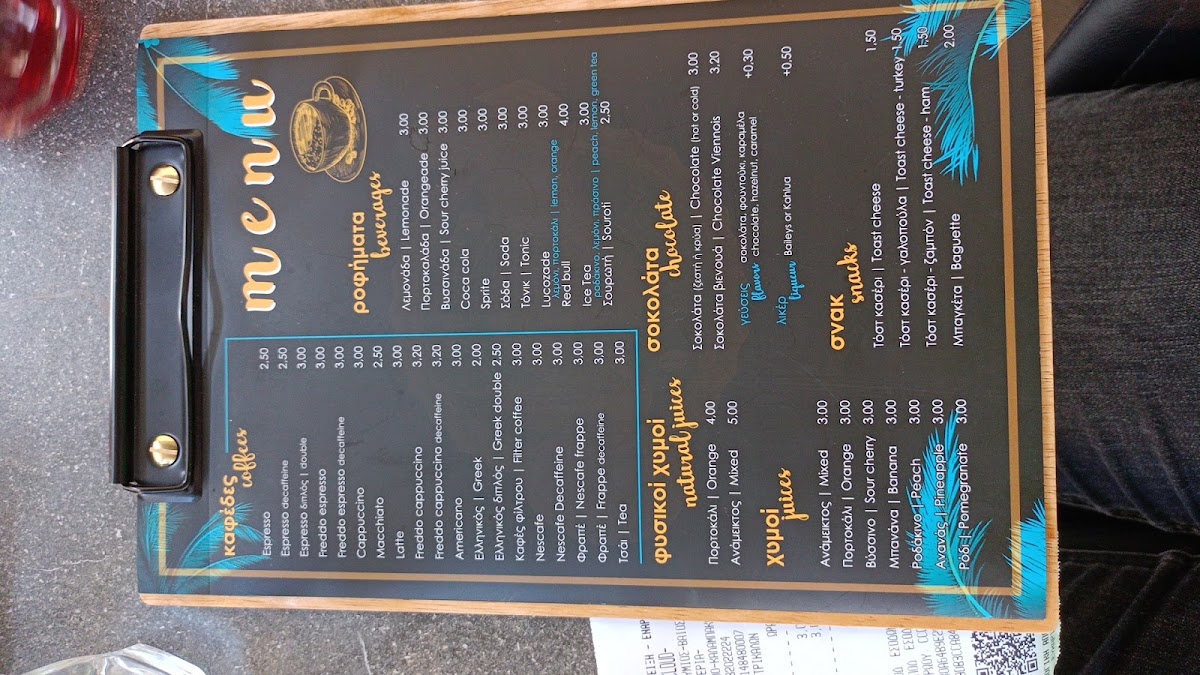 menu
καφέδες
coffees
Espresso 2.50
Espresso decaffeine 2.50
Espresso διπλός | double 3.00
Freddo espresso 3.00
Freddo espresso decaffeine 3.00
Cappuccino 3.00
Macchiato 2.50
Latte 3.00
Freddo cappuccino 3.20
Freddo cappuccino decaffeine 3.20
Americano 3.00
Ελληνικός | Greek 2.00
Ελληνικός διπλός | Greek double 2.50
Καφές φίλτρου | Filter coffee 3.00
Nescafe 3.00
Nescafe Decaffeine 3.00
Φραπέ | Nescafe frappe 3.00
Φραπέ | Frappe decaffeine 3.00
Τσάι | Tea 3.00
ροφήματα
beverages
Λεμονάδα | Lemonade 3.00
Πορτοκαλάδα | Orangeade 3.00
Βυσσινάδα | Sour cherry juice 3.00
Coca cola 3.00
Sprite 3.00
Σόδα | Soda 3.00
Τόνικ | Tonic 3.00
Lucozade 3.00
λεμόνι, πορτοκάλι | lemon, orange
Red bull 4.00
Ice Tea 3.00
ροδάκινο, λεμόνι, πράσινο | peach, lemon, green tea
Σουρωτή | Souroti 2.50
φυσικοί χυμοί
natural juices
Πορτοκάλι | Orange 4.00
Ανάμεικτος | Mixed 5.00
χυμοί
juices
Ανάμεικτος | Mixed 3.00
Πορτοκάλι | Orange 3.00
Βύσσινο | Sour cherry 3.00
Μπανάνα | Banana 3.00
Ροδάκινο | Peach 3.00
Ανανάς | Pineapple 3.00
Ρόδι | Pomegranate 3.00
σοκολάτα
chocolate
Σοκολάτα (ζεστή ή κρύα) | Chocolate (hot or cold) 3.00
Σοκολάτα βιενουά | Chocolate Viennois 3.20
γεύσεις σοκολάτα, φουντούκι, καραμέλα +0.30
flavors chocolate, hazelnut, caramel
λικέρ
liqueur Baileys or Kahlua +0.50
σνακ
snacks
Τόστ κασέρι | Toast cheese 1.50
Τόστ κασέρι - γαλοπούλα | Toast cheese - turkey 1.50
Τόστ κασέρι - ζαμπόν | Toast cheese - ham 1.50
Μπαγκέτα | Baguette 2.00